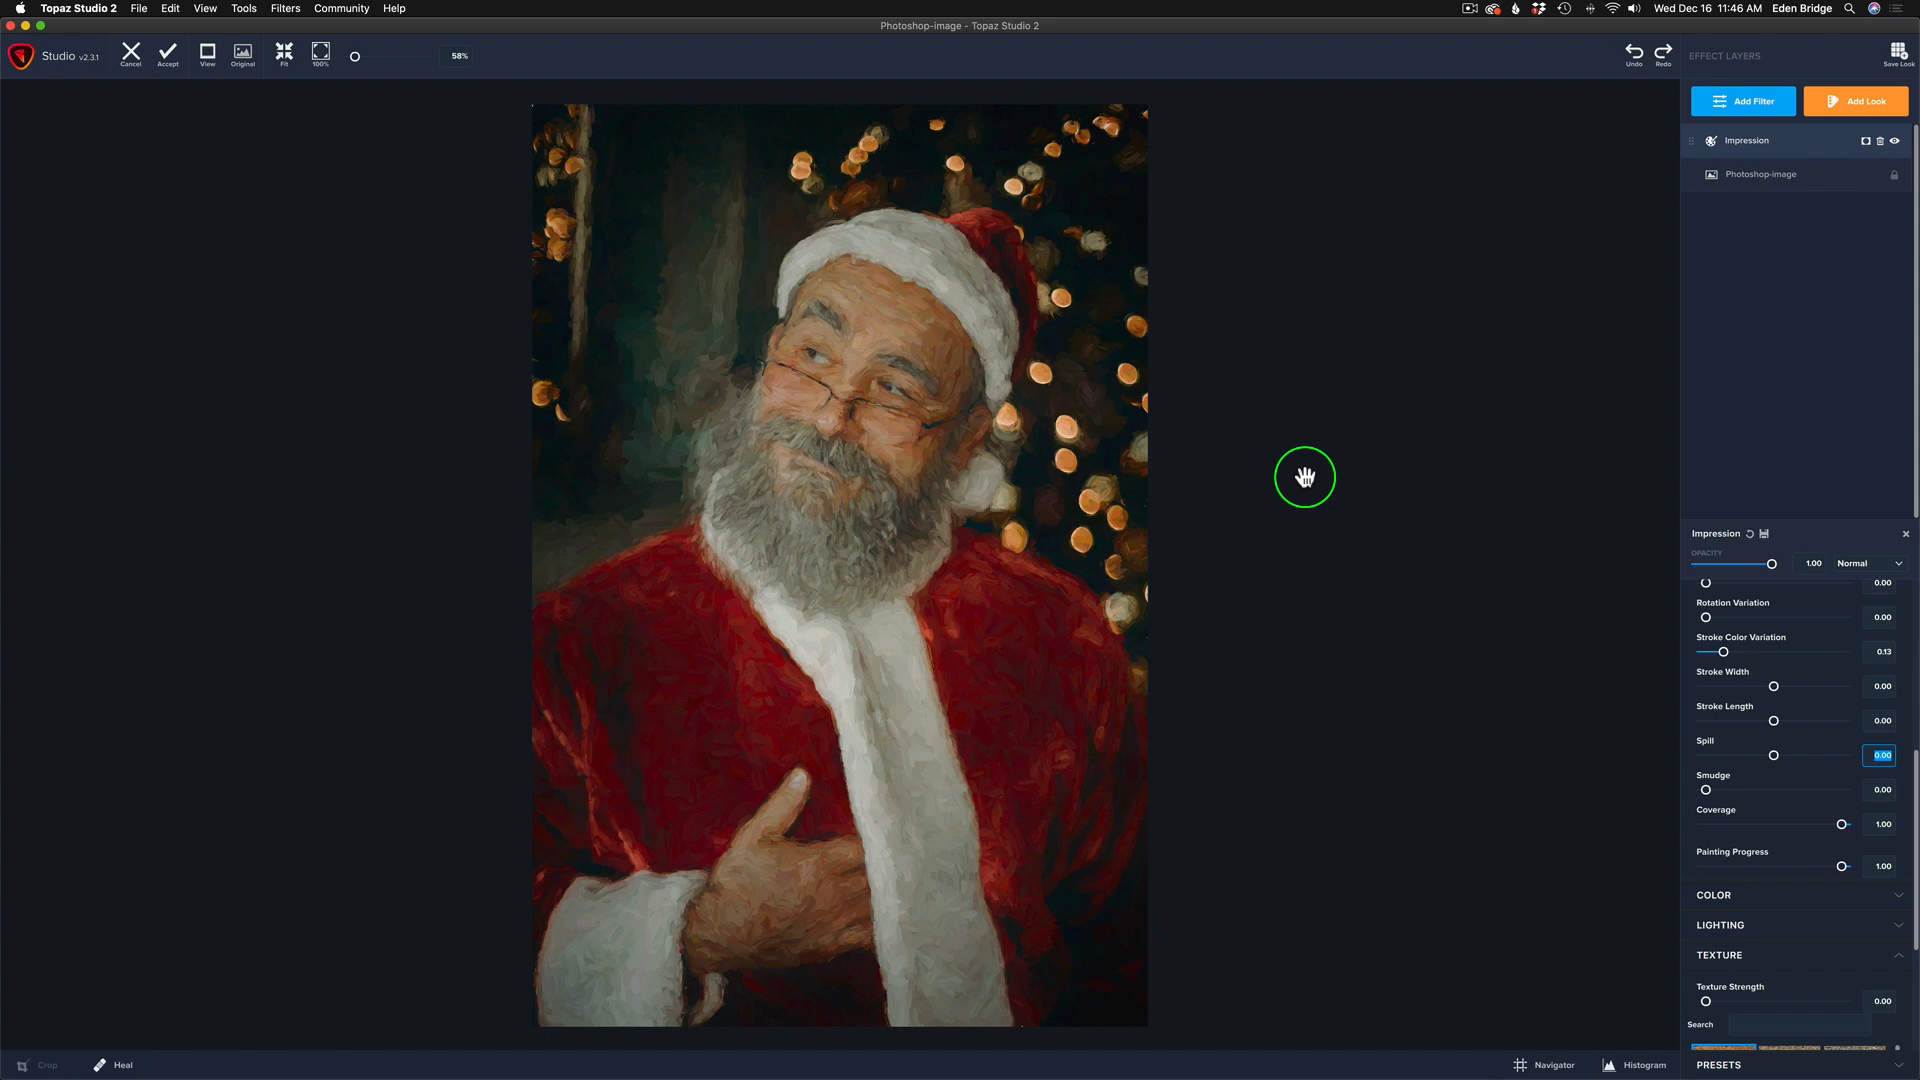 Topaz Studio 2 File Edit View Tools Filters Community Help Wed Dec 16 11:46 AM Eden Bridge
Photoshop-image - Topaz Studio 2
Studio v2.3.1 Cancel Accept View Original Fit 100% 58% Undo Redo EFFECT LAYERS Save Look
Add Filter Add Look
Impression
Photoshop-image
Impression
OPACITY
1.00 Normal
0.00
Rotation Variation
0.00
Stroke Color Variation
0.13
Stroke Width
0.00
Stroke Length
0.00
Spill
0.00
Smudge
0.00
Coverage
1.00
Painting Progress
1.00
COLOR
LIGHTING
TEXTURE
Texture Strength
0.00
Search
Crop Heal Navigator Histogram PRESETS